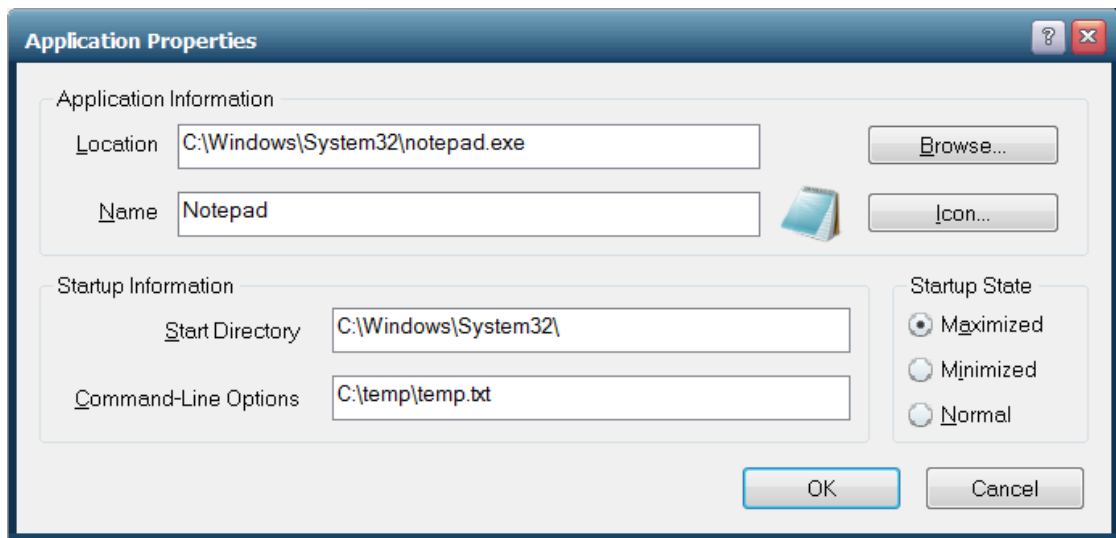 Application Properties
Application Information
Location C:\Windows\System32\notepad.exe Browse...
Name Notepad Icon...
Startup Information Startup State
Start Directory C:\Windows\System32\ Maximized
Minimized
Command-Line Options C:\temp\temp.txt
Normal
OK Cancel